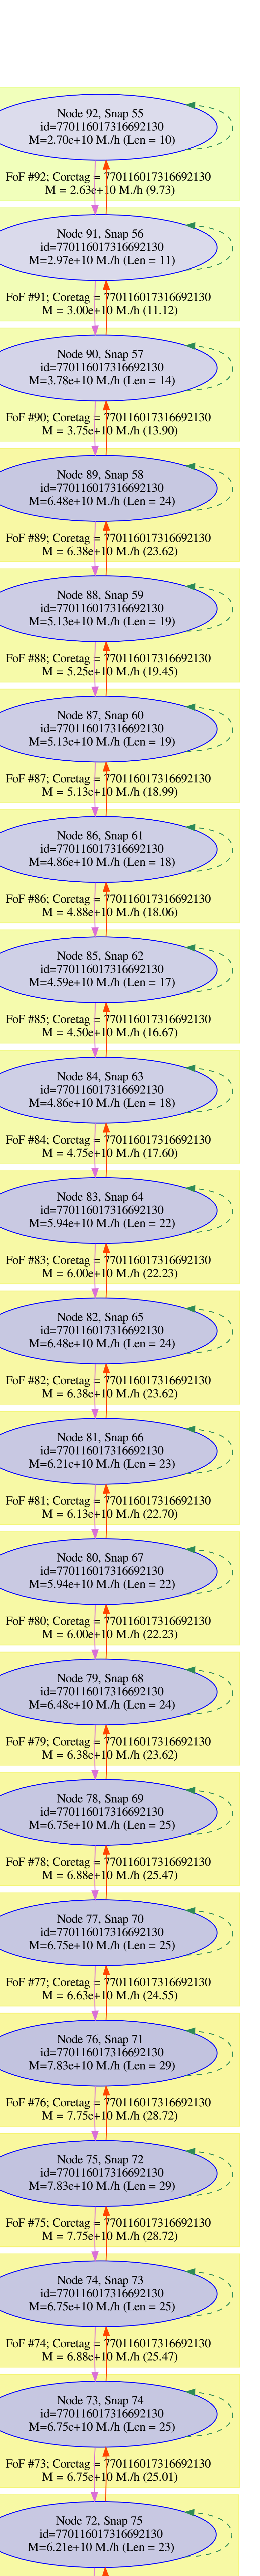 Node 92, Snap 55
id=770116017316692130
M=2.70e+10 M./h (Len = 10)
FoF #92; Coretag = 770116017316692130
M = 2.63e+10 M./h (9.73)
Node 91, Snap 56
id=770116017316692130
M=2.97e+10 M./h (Len = 11)
FoF #91; Coretag = 770116017316692130
M = 3.00e+10 M./h (11.12)
Node 90, Snap 57
id=770116017316692130
M=3.78e+10 M./h (Len = 14)
FoF #90; Coretag = 770116017316692130
M = 3.75e+10 M./h (13.90)
Node 89, Snap 58
id=770116017316692130
M=6.48e+10 M./h (Len = 24)
FoF #89; Coretag = 770116017316692130
M = 6.38e+10 M./h (23.62)
Node 88, Snap 59
id=770116017316692130
M=5.13e+10 M./h (Len = 19)
FoF #88; Coretag = 770116017316692130
M = 5.25e+10 M./h (19.45)
Node 87, Snap 60
id=770116017316692130
M=5.13e+10 M./h (Len = 19)
FoF #87; Coretag = 770116017316692130
M = 5.13e+10 M./h (18.99)
Node 86, Snap 61
id=770116017316692130
M=4.86e+10 M./h (Len = 18)
FoF #86; Coretag = 770116017316692130
M = 4.88e+10 M./h (18.06)
Node 85, Snap 62
id=770116017316692130
M=4.59e+10 M./h (Len = 17)
FoF #85; Coretag = 770116017316692130
M = 4.50e+10 M./h (16.67)
Node 84, Snap 63
id=770116017316692130
M=4.86e+10 M./h (Len = 18)
FoF #84; Coretag = 770116017316692130
M = 4.75e+10 M./h (17.60)
Node 83, Snap 64
id=770116017316692130
M=5.94e+10 M./h (Len = 22)
FoF #83; Coretag = 770116017316692130
M = 6.00e+10 M./h (22.23)
Node 82, Snap 65
id=770116017316692130
M=6.48e+10 M./h (Len = 24)
FoF #82; Coretag = 770116017316692130
M = 6.38e+10 M./h (23.62)
Node 81, Snap 66
id=770116017316692130
M=6.21e+10 M./h (Len = 23)
FoF #81; Coretag = 770116017316692130
M = 6.13e+10 M./h (22.70)
Node 80, Snap 67
id=770116017316692130
M=5.94e+10 M./h (Len = 22)
FoF #80; Coretag = 770116017316692130
M = 6.00e+10 M./h (22.23)
Node 79, Snap 68
id=770116017316692130
M=6.48e+10 M./h (Len = 24)
FoF #79; Coretag = 770116017316692130
M = 6.38e+10 M./h (23.62)
Node 78, Snap 69
id=770116017316692130
M=6.75e+10 M./h (Len = 25)
FoF #78; Coretag = 770116017316692130
M = 6.88e+10 M./h (25.47)
Node 77, Snap 70
id=770116017316692130
M=6.75e+10 M./h (Len = 25)
FoF #77; Coretag = 770116017316692130
M = 6.63e+10 M./h (24.55)
Node 76, Snap 71
id=770116017316692130
M=7.83e+10 M./h (Len = 29)
FoF #76; Coretag = 770116017316692130
M = 7.75e+10 M./h (28.72)
Node 75, Snap 72
id=770116017316692130
M=7.83e+10 M./h (Len = 29)
FoF #75; Coretag = 770116017316692130
M = 7.75e+10 M./h (28.72)
Node 74, Snap 73
id=770116017316692130
M=6.75e+10 M./h (Len = 25)
FoF #74; Coretag = 770116017316692130
M = 6.88e+10 M./h (25.47)
Node 73, Snap 74
id=770116017316692130
M=6.75e+10 M./h (Len = 25)
FoF #73; Coretag = 770116017316692130
M = 6.75e+10 M./h (25.01)
Node 72, Snap 75
id=770116017316692130
M=6.21e+10 M./h (Len = 23)